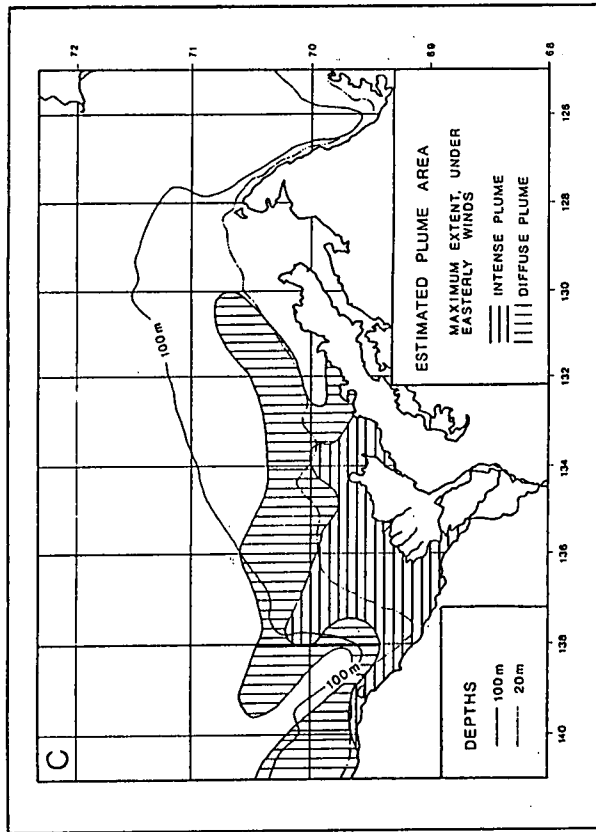 C
72
71
70
69
68
140
138
136
134
132
130
128
126
100m
100m
DEPTHS
100m
20m
ESTIMATED PLUME AREA
MAXIMUM EXTENT, UNDER
EASTERLY WINDS
INTENSE PLUME
DIFFUSE PLUME